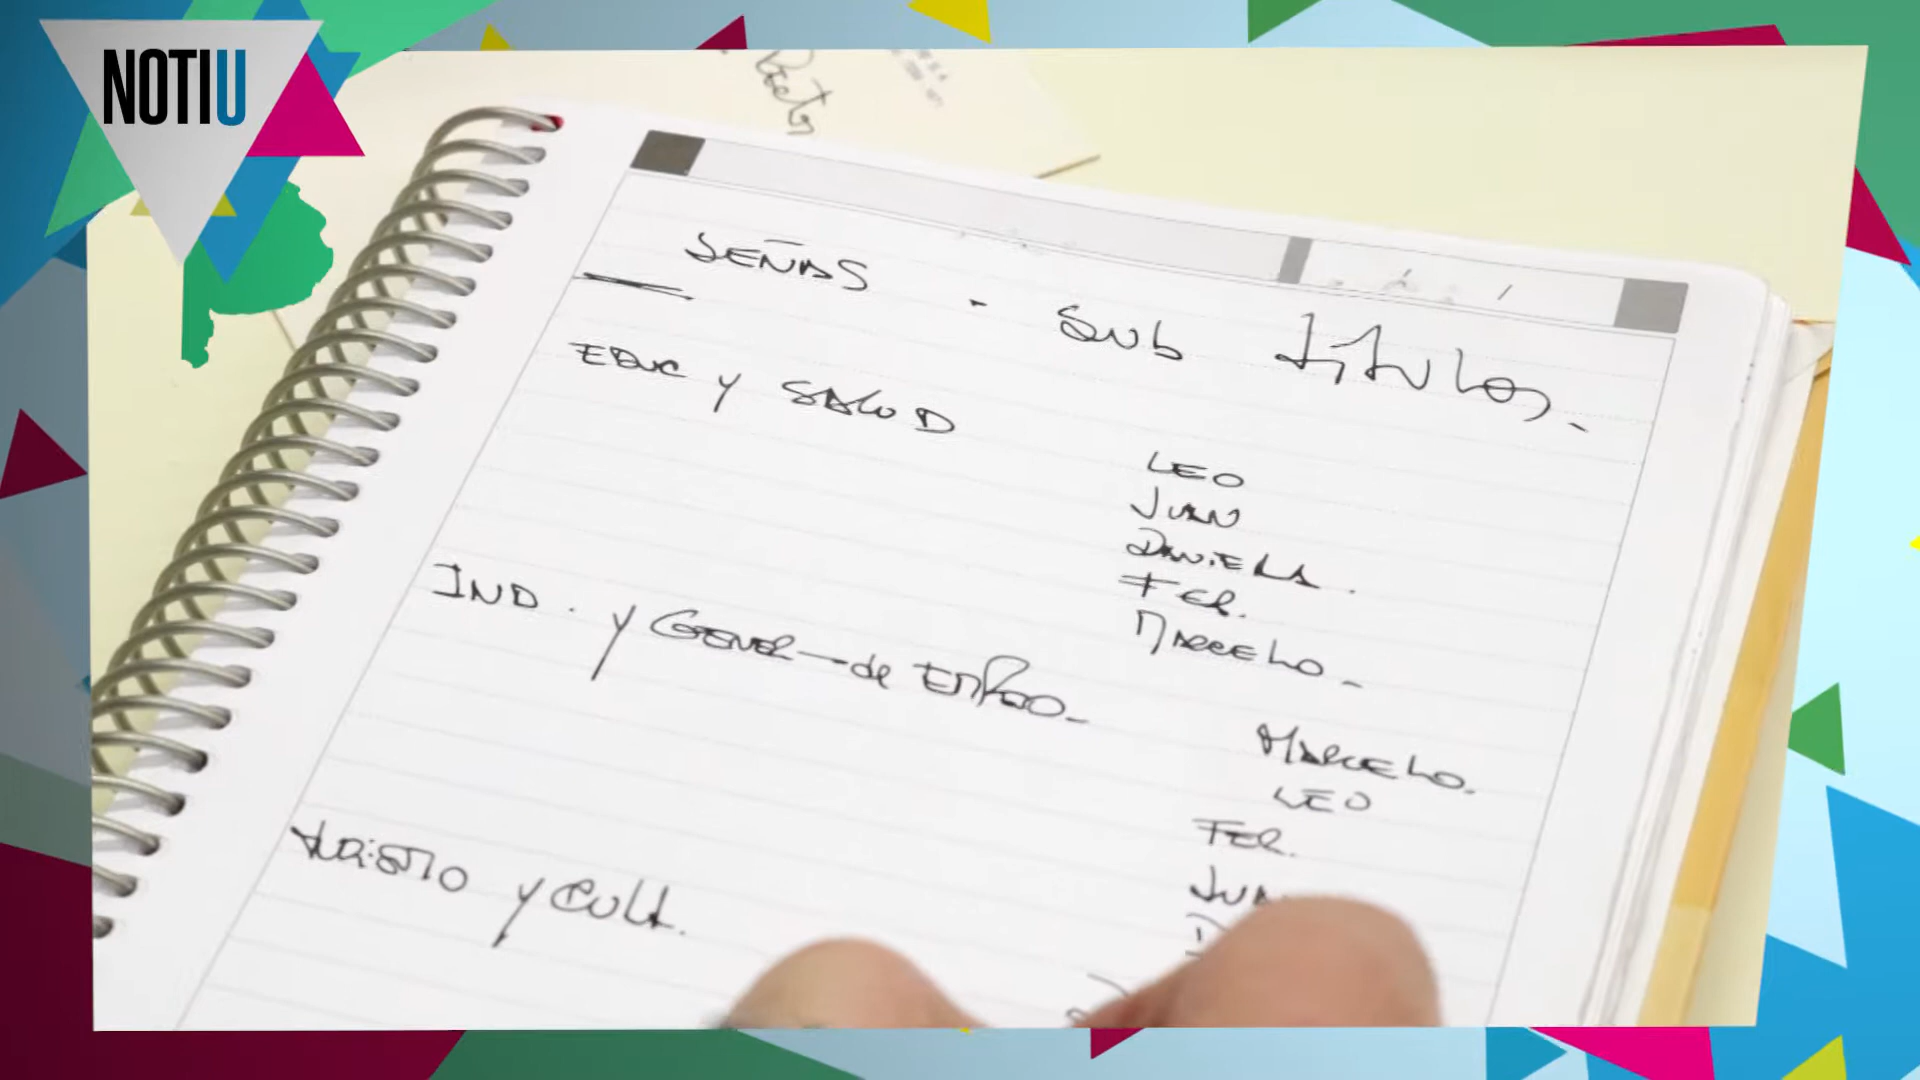 NOTIU
SEÑAS - Sub títulos.
EDUC y SALUD
LEO
JUAN
DANIELA.
FER.
MARCELO -
IND. y GENER - de EMPLEO -
MARCELO.
LEO
FER.
TURISMO y CULT.